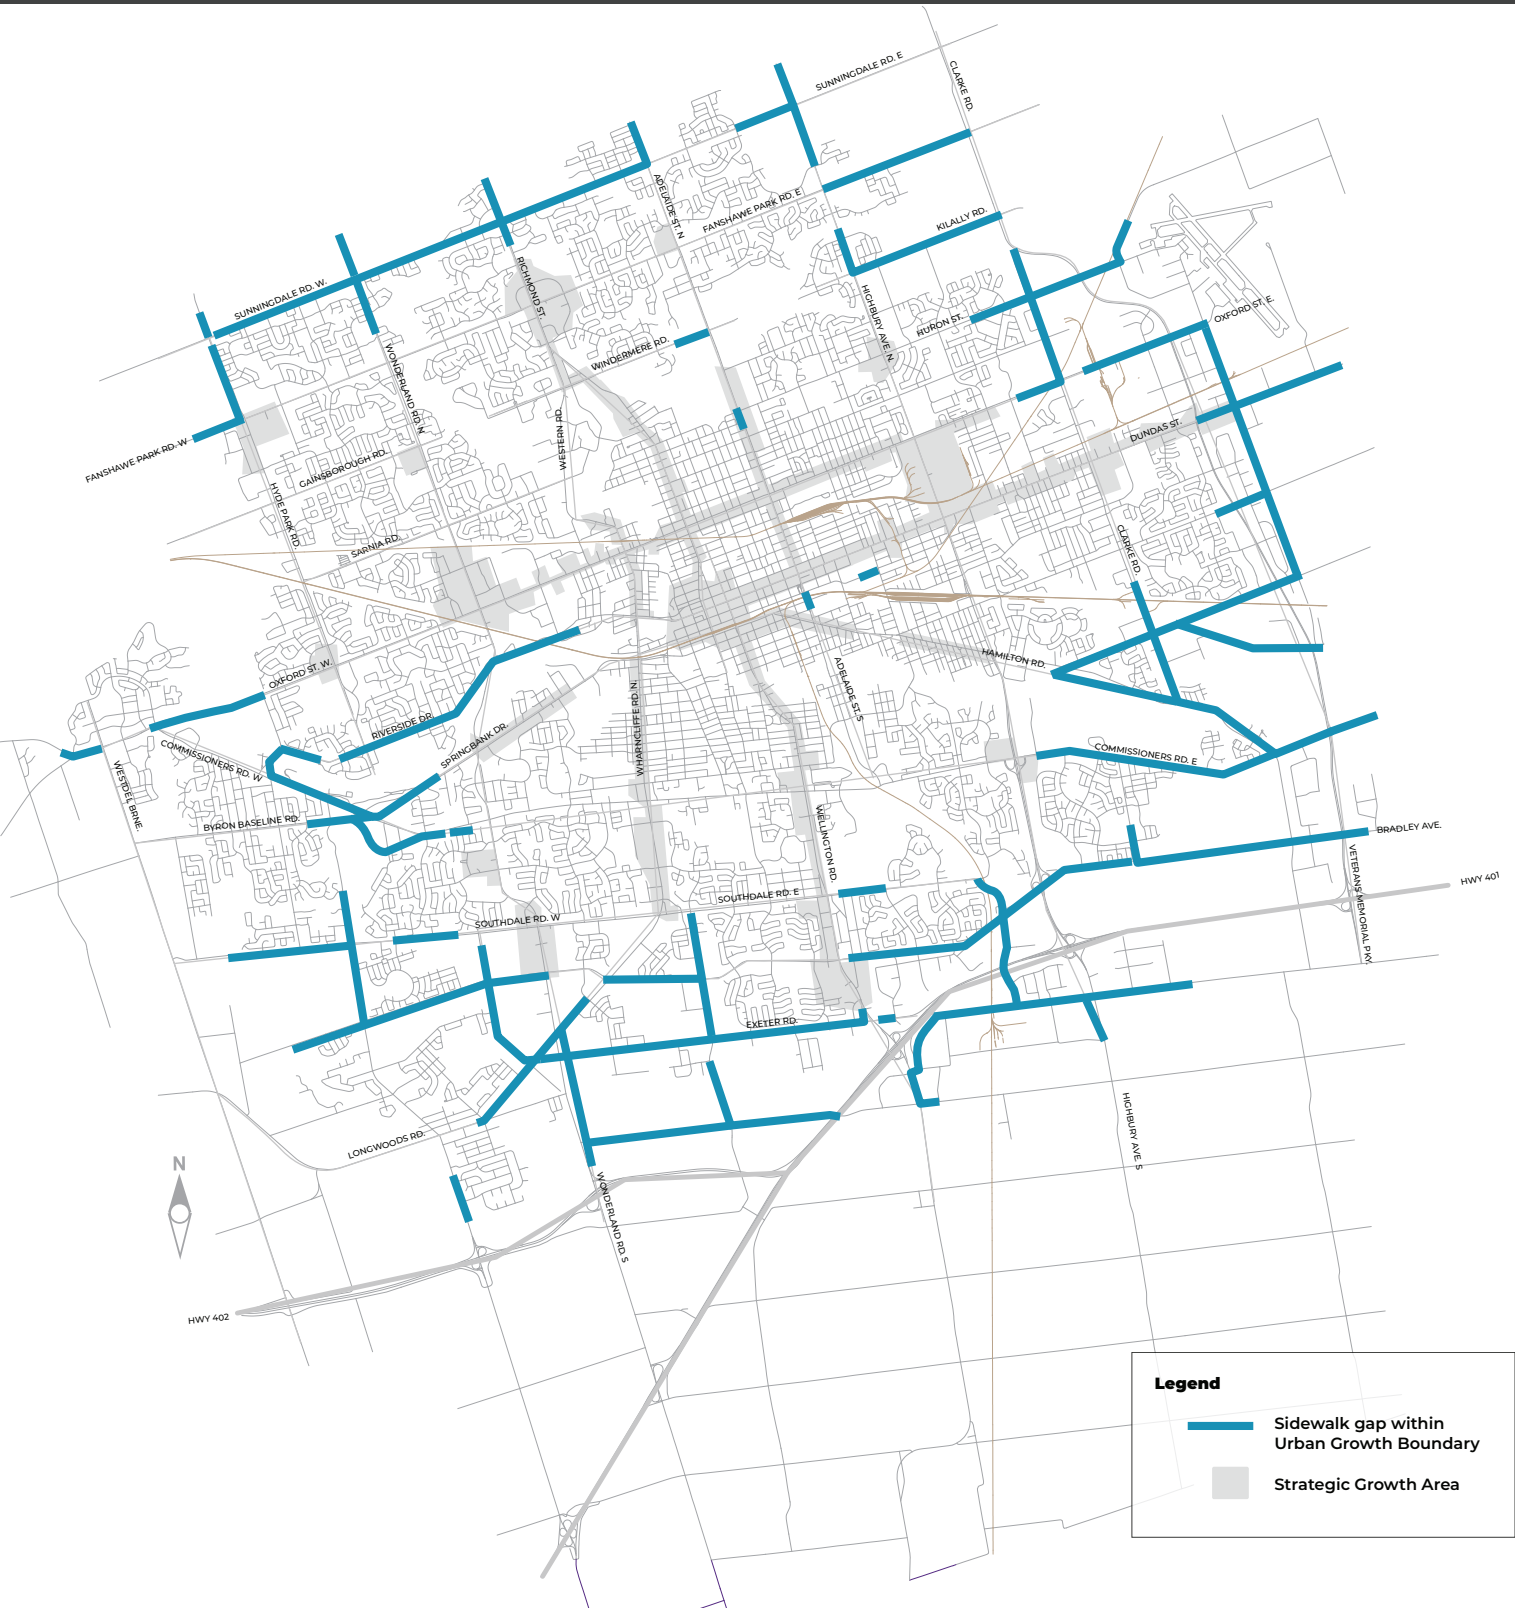 SUNNINGDALE RD. E
CLARKE RD.
ADELAIDE ST. N
FANSHAWE PARK RD. E
KILALLY RD.
SUNNINGDALE RD. W.
RICHMOND ST.
HIGHBURY AVE. N.
HURON ST.
OXFORD ST. E.
WINDERMERE RD.
WONDERLAND RD. N
WESTERN RD.
DUNDAS ST.
FANSHAWE PARK RD. W
GAINSBOROUGH RD.
HYDE PARK RD.
SARNIA RD.
CLARKE RD.
HAMILTON RD.
OXFORD ST. W.
ADELAIDE ST. S
WHARNCLIFFE RD. N.
RIVERSIDE DR.
SPRINGBANK DR.
COMMISSIONERS RD. W
COMMISSIONERS RD. E
WESTDEL BRNE.
BYRON BASELINE RD.
WELLINGTON RD.
BRADLEY AVE.
VETERANS MEMORIAL PKY.
HWY 401
SOUTHDALE RD. E
SOUTHDALE RD. W
EXETER RD.
LONGWOODS RD.
HIGHBURY AVE. S
N
WONDERLAND RD. S
HWY 402
Legend
Sidewalk gap within
Urban Growth Boundary
Strategic Growth Area